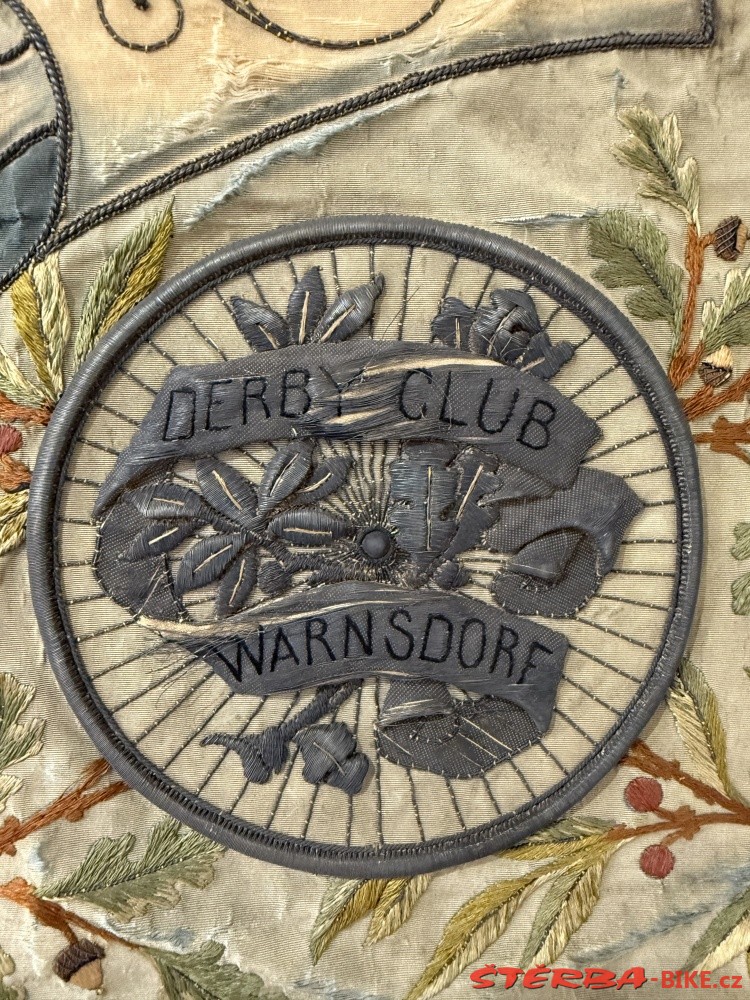 DERBY CLUB
WARNSDORF
ŠTĚRBA-BIKE.cz